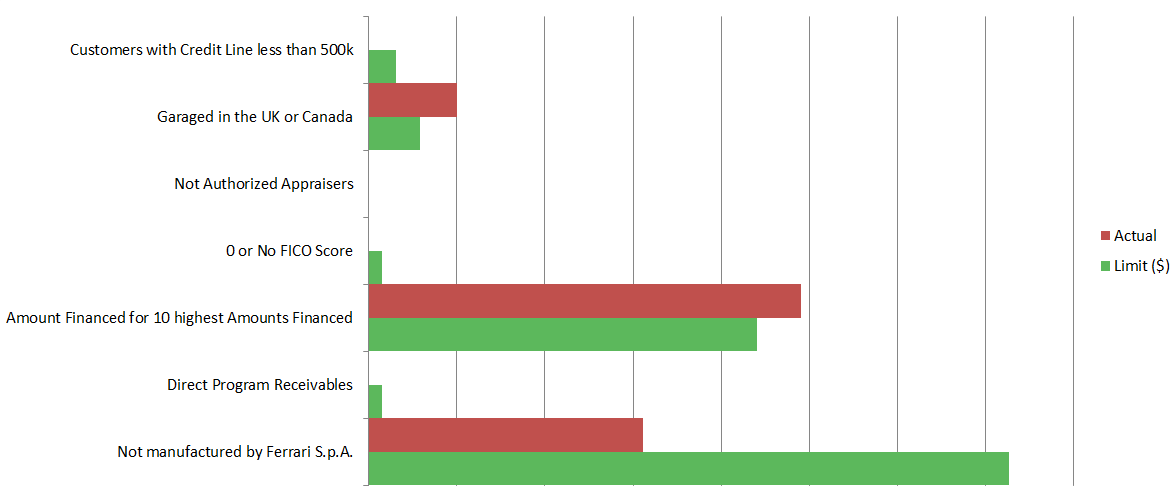 Customers with Credit Line less than 500k
Garaged in the UK or Canada
Not Authorized Appraisers
0 or No FICO Score
Amount Financed for 10 highest Amounts Financed
Direct Program Receivables
Not manufactured by Ferrari S.p.A.
Actual
Limit ($)